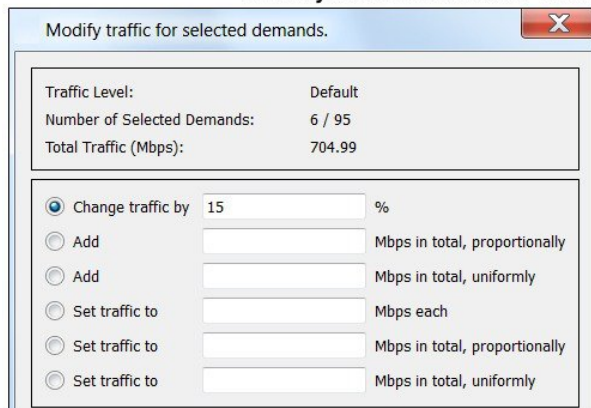 Modify traffic for selected demands.
Traffic Level: Default
Number of Selected Demands: 6 / 95
Total Traffic (Mbps): 704.99
Change traffic by 15 %
Add Mbps in total, proportionally
Add Mbps in total, uniformly
Set traffic to Mbps each
Set traffic to Mbps in total, proportionally
Set traffic to Mbps in total, uniformly